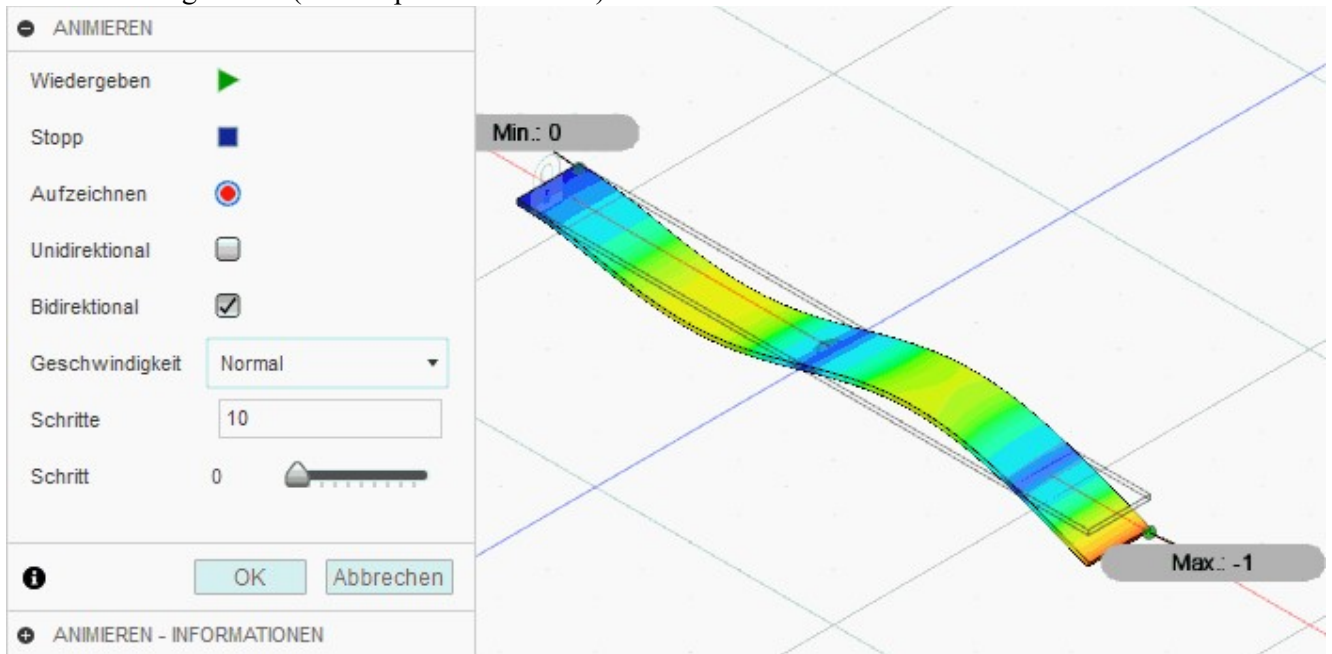 ANIMIEREN
Wiedergeben
Stopp
Aufzeichnen
Unidirektional
Bidirektional
Geschwindigkeit Normal
Schritte 10
Schritt 0
OK Abbrechen
ANIMIEREN - INFORMATIONEN
Min.: 0
Max.: -1